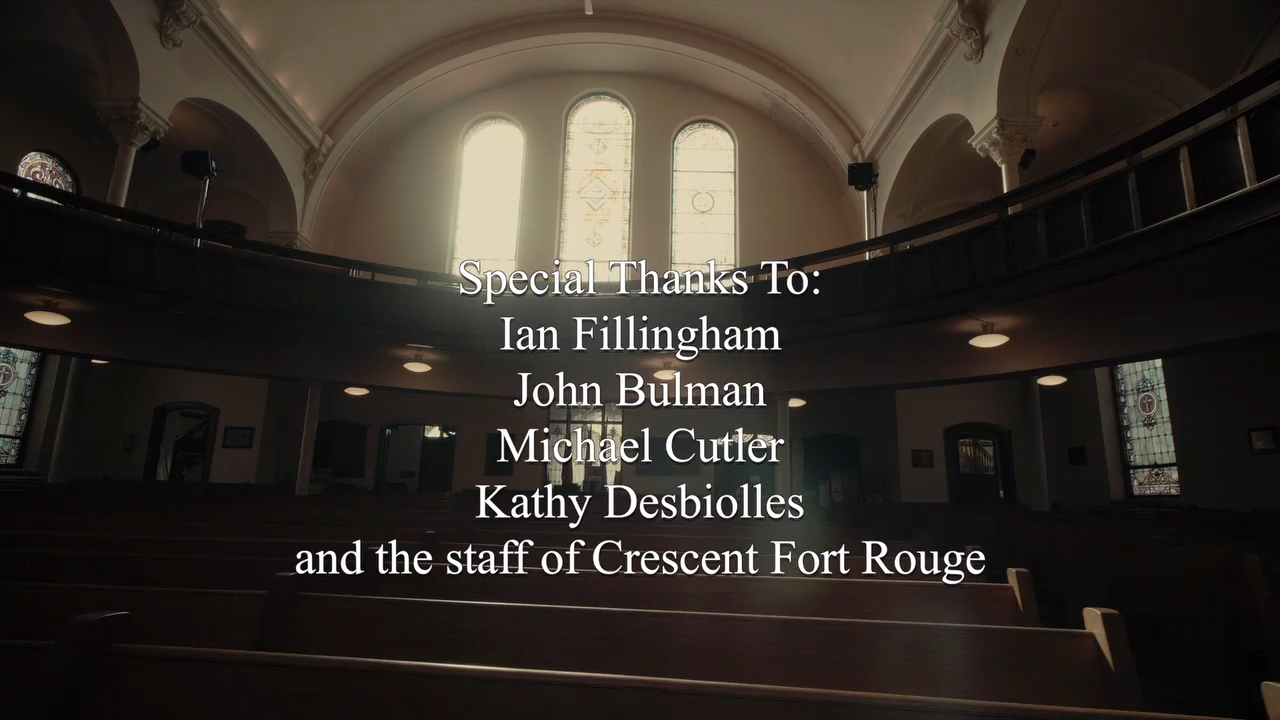 Special Thanks To:
Ian Fillingham
John Bulman
Michael Cutler
Kathy Desbiolles
and the staff of Crescent Fort Rouge